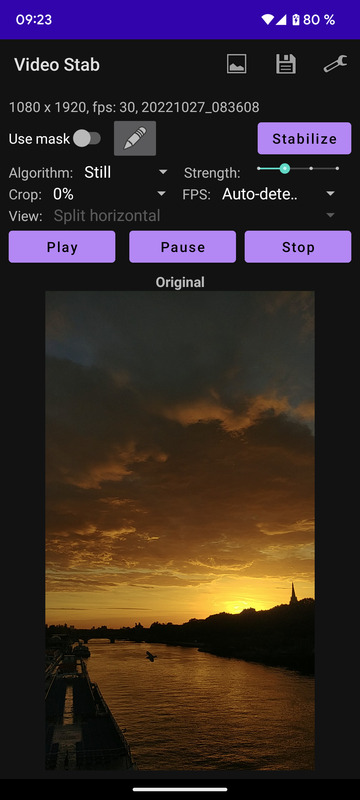 09:23 80 %
Video Stab
1080 x 1920, fps: 30, 20221027_083608
Use mask Stabilize
Algorithm: Still Strength:
Crop: 0% FPS: Auto-dete..
View: Split horizontal
Play Pause Stop
Original